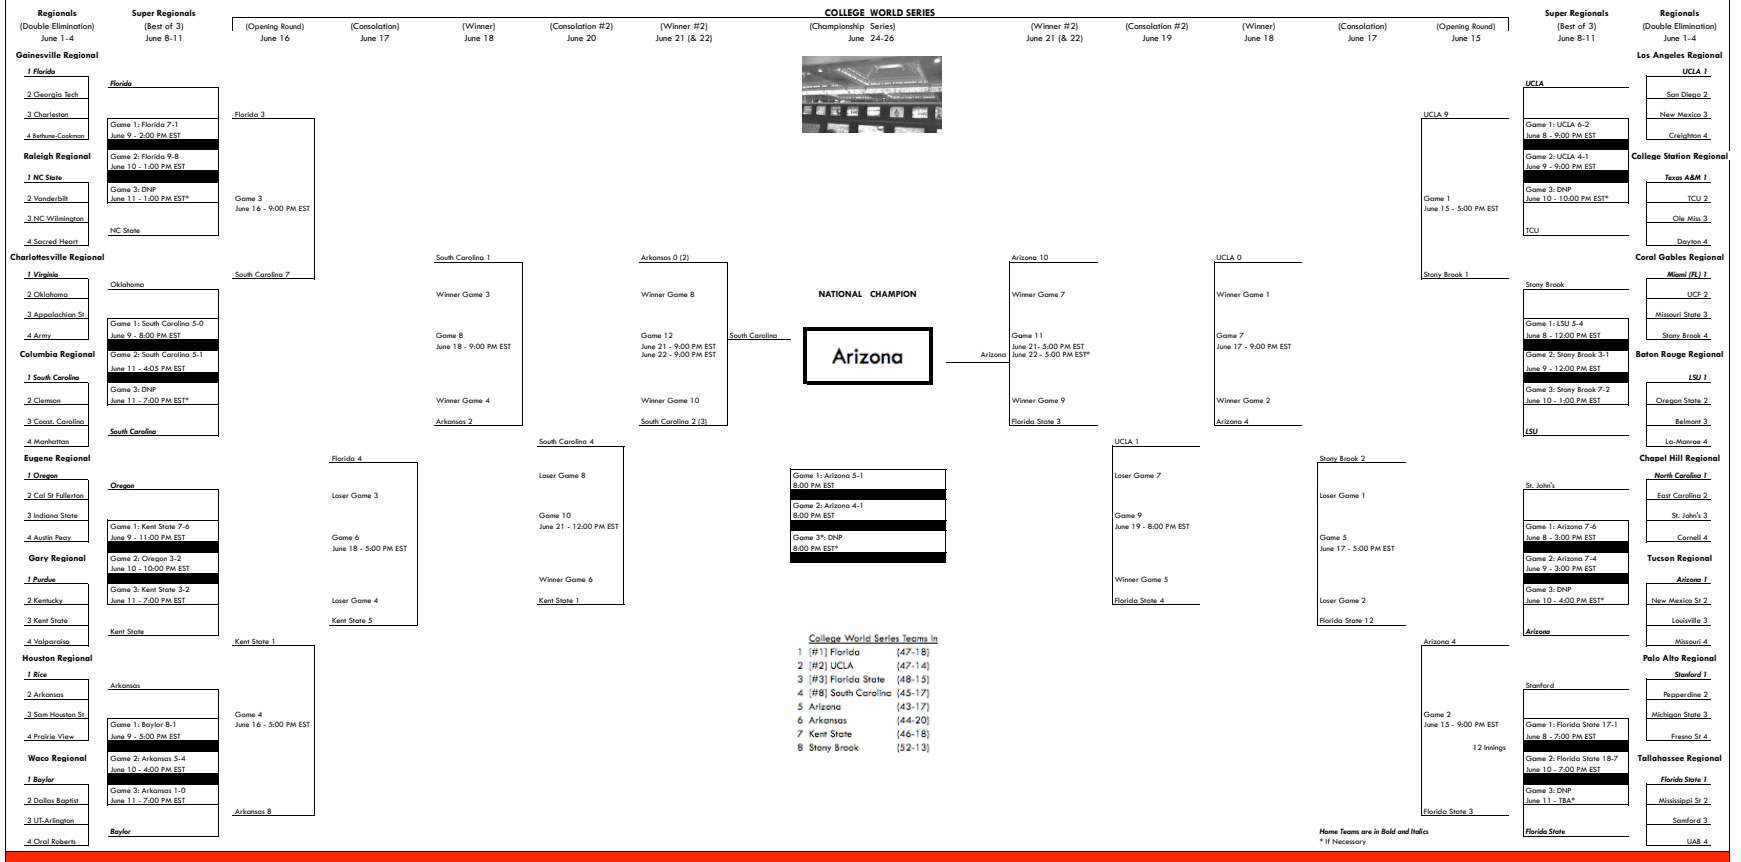 COLLEGE WORLD SERIES
Regionals
(Double Elimination)
June 1-4
Super Regionals
(Best of 3)
June 8-11
(Opening Round)
June 16
(Consolation)
June 17
(Winner)
June 18
(Consolation #2)
June 20
(Winner #2)
June 21 (& 22)
(Championship Series)
June 24-26
(Winner #2)
June 21 (& 22)
(Consolation #2)
June 19
(Winner)
June 18
(Consolation)
June 17
(Opening Round)
June 15
Super Regionals
(Best of 3)
June 8-11
Regionals
(Double Elimination)
June 1-4
Gainesville Regional
1 Florida
2 Georgia Tech
3 Charleston
4 Bethune-Cookman
Raleigh Regional
1 NC State
2 Vanderbilt
3 NC Wilmington
4 Sacred Heart
Charlottesville Regional
1 Virginia
2 Oklahoma
3 Appalachian St
4 Army
Columbia Regional
1 South Carolina
2 Clemson
3 Coast. Carolina
4 Manhattan
Eugene Regional
1 Oregon
2 Cal St Fullerton
3 Indiana State
4 Austin Peay
Gary Regional
1 Purdue
2 Kentucky
3 Kent State
4 Valparaiso
Houston Regional
1 Rice
2 Arkansas
3 Sam Houston St
4 Prairie View
Waco Regional
1 Baylor
2 Dallas Baptist
3 UT-Arlington
4 Oral Roberts
Florida
Game 1: Florida 7-1
June 9 - 2:00 PM EST
Game 2: Florida 9-8
June 10 - 1:00 PM EST
Game 3: DNP
June 11 - 1:00 PM EST*
NC State
Oklahoma
Game 1: South Carolina 5-0
June 9 - 8:00 PM EST
Game 2: South Carolina 5-1
June 11 - 4:05 PM EST
Game 3: DNP
June 11 - 7:00 PM EST*
South Carolina
Oregon
Game 1: Kent State 7-6
June 9 - 11:00 PM EST
Game 2: Oregon 3-2
June 10 - 10:00 PM EST
Game 3: Kent State 3-2
June 11 - 7:00 PM EST
Kent State
Arkansas
Game 1: Baylor 8-1
June 9 - 5:00 PM EST
Game 2: Arkansas 5-4
June 10 - 4:00 PM EST
Game 3: Arkansas 1-0
June 11 - 7:00 PM EST
Baylor
Florida 3
Game 3
June 16 - 9:00 PM EST
South Carolina 7
Kent State 1
Game 4
June 16 - 5:00 PM EST
Arkansas 8
Florida 4
Loser Game 3
Game 6
June 18 - 5:00 PM EST
Loser Game 4
Kent State 5
South Carolina 1
Winner Game 3
Game 8
June 18 - 9:00 PM EST
Winner Game 4
Arkansas 2
South Carolina 4
Loser Game 8
Game 10
June 21 - 12:00 PM EST
Winner Game 6
Kent State 1
Arkansas 0 (2)
Winner Game 8
Game 12
June 21 - 9:00 PM EST
June 22 - 9:00 PM EST
Winner Game 10
South Carolina 2 (3)
South Carolina
NATIONAL CHAMPION
Arizona
Game 1: Arizona 5-1
8:00 PM EST
Game 2: Arizona 4-1
8:00 PM EST
Game 3*: DNP
8:00 PM EST*
College World Series Teams In
1 [#1] Florida (47-18)
2 [#2] UCLA (47-14)
3 [#3] Florida State (48-15)
4 [#8] South Carolina (45-17)
5 Arizona (43-17)
6 Arkansas (44-20)
7 Kent State (46-18)
8 Stony Brook (52-13)
Arizona
Arizona 10
Winner Game 7
Game 11
June 21- 5:00 PM EST
June 22 - 5:00 PM EST*
Winner Game 9
Florida State 3
UCLA 1
Loser Game 7
Game 9
June 19 - 8:00 PM EST
Winner Game 5
Florida State 4
UCLA 0
Winner Game 1
Game 7
June 17 - 9:00 PM EST
Winner Game 2
Arizona 4
Stony Brook 2
Loser Game 1
Game 5
June 17 - 5:00 PM EST
Loser Game 2
Florida State 12
UCLA 9
Game 1
June 15 - 5:00 PM EST
Stony Brook 1
Arizona 4
Game 2
June 15 - 9:00 PM EST
12 Innings
Florida State 3
Home Teams are in Bold and Italics
* If Necessary
UCLA
Game 1: UCLA 6-2
June 8 - 9:00 PM EST
Game 2: UCLA 4-1
June 9 - 9:00 PM EST
Game 3: DNP
June 10 - 10:00 PM EST*
TCU
Stony Brook
Game 1: LSU 5-4
June 8 - 12:00 PM EST
Game 2: Stony Brook 3-1
June 9 - 12:00 PM EST
Game 3: Stony Brook 7-2
June 10 - 1:00 PM EST
LSU
St. John's
Game 1: Arizona 7-6
June 8 - 3:00 PM EST
Game 2: Arizona 7-4
June 9 - 3:00 PM EST
Game 3: DNP
June 10 - 4:00 PM EST*
Arizona
Stanford
Game 1: Florida State 17-1
June 8 - 7:00 PM EST
Game 2: Florida State 18-7
June 10 - 7:00 PM EST
Game 3: DNP
June 11 - TBA*
Florida State
Los Angeles Regional
UCLA 1
San Diego 2
New Mexico 3
Creighton 4
College Station Regional
Texas A&M 1
TCU 2
Ole Miss 3
Dayton 4
Coral Gables Regional
Miami (FL) 1
UCF 2
Missouri State 3
Stony Brook 4
Baton Rouge Regional
LSU 1
Oregon State 2
Belmont 3
La-Monroe 4
Chapel Hill Regional
North Carolina 1
East Carolina 2
St. John's 3
Cornell 4
Tucson Regional
Arizona 1
New Mexico St 2
Louisville 3
Missouri 4
Palo Alto Regional
Stanford 1
Pepperdine 2
Michigan State 3
Fresno St 4
Tallahassee Regional
Florida State 1
Mississippi St 2
Samford 3
UAB 4